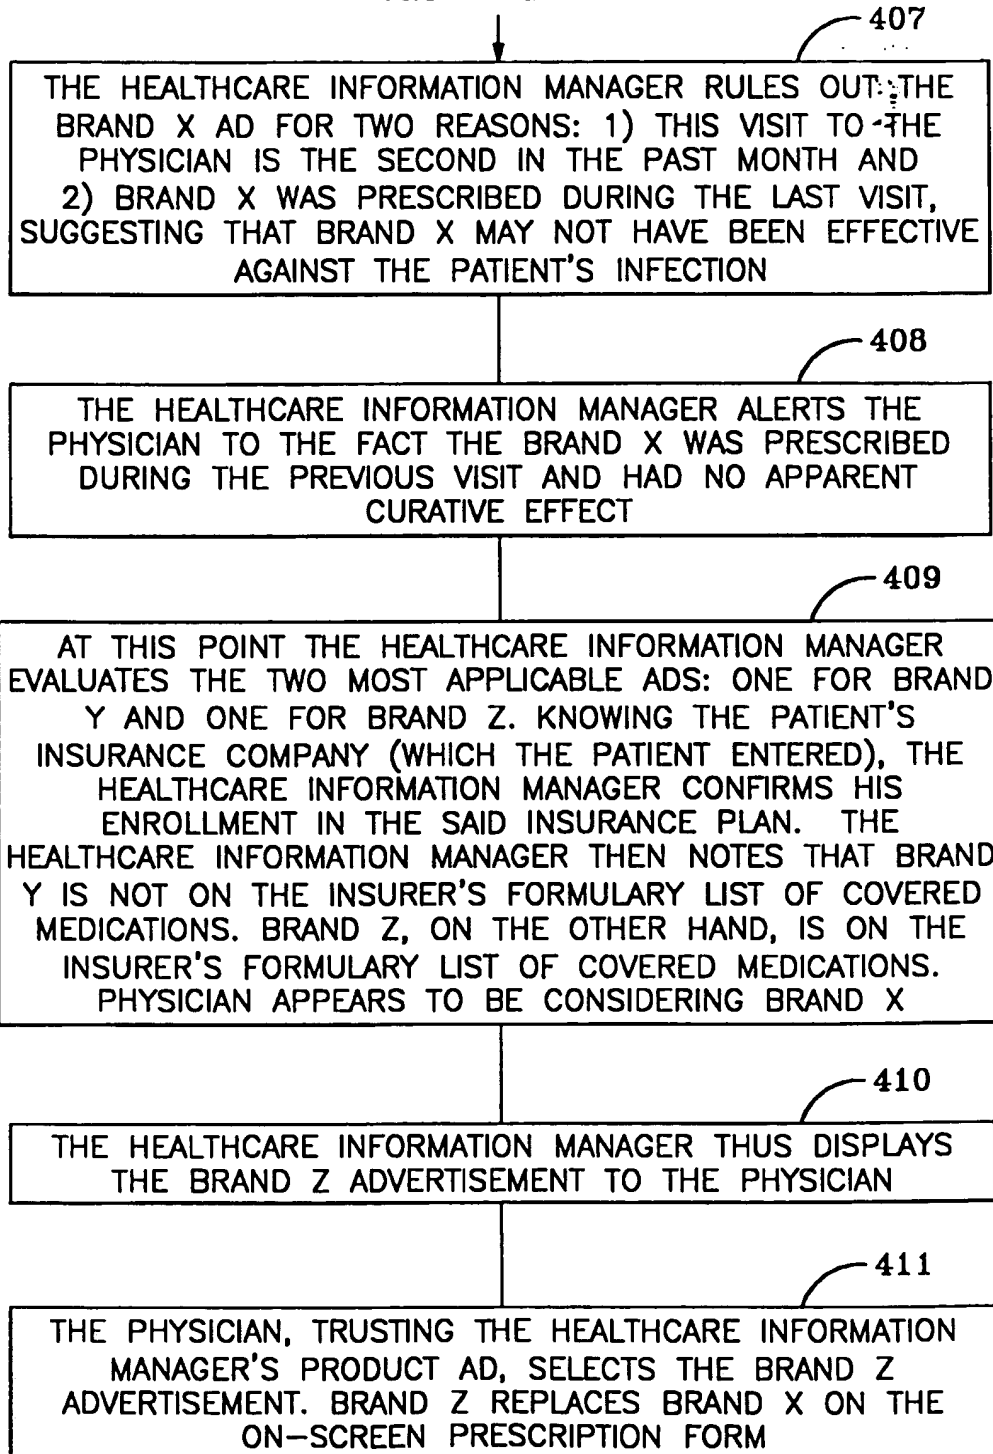 407
THE HEALTHCARE INFORMATION MANAGER RULES OUT THE
BRAND X AD FOR TWO REASONS: 1) THIS VISIT TO THE
PHYSICIAN IS THE SECOND IN THE PAST MONTH AND
2) BRAND X WAS PRESCRIBED DURING THE LAST VISIT,
SUGGESTING THAT BRAND X MAY NOT HAVE BEEN EFFECTIVE
AGAINST THE PATIENT'S INFECTION
408
THE HEALTHCARE INFORMATION MANAGER ALERTS THE
PHYSICIAN TO THE FACT THE BRAND X WAS PRESCRIBED
DURING THE PREVIOUS VISIT AND HAD NO APPARENT
CURATIVE EFFECT
409
AT THIS POINT THE HEALTHCARE INFORMATION MANAGER
EVALUATES THE TWO MOST APPLICABLE ADS: ONE FOR BRAND
Y AND ONE FOR BRAND Z. KNOWING THE PATIENT'S
INSURANCE COMPANY (WHICH THE PATIENT ENTERED), THE
HEALTHCARE INFORMATION MANAGER CONFIRMS HIS
ENROLLMENT IN THE SAID INSURANCE PLAN. THE
HEALTHCARE INFORMATION MANAGER THEN NOTES THAT BRAND
Y IS NOT ON THE INSURER'S FORMULARY LIST OF COVERED
MEDICATIONS. BRAND Z, ON THE OTHER HAND, IS ON THE
INSURER'S FORMULARY LIST OF COVERED MEDICATIONS.
PHYSICIAN APPEARS TO BE CONSIDERING BRAND X
410
THE HEALTHCARE INFORMATION MANAGER THUS DISPLAYS
THE BRAND Z ADVERTISEMENT TO THE PHYSICIAN
411
THE PHYSICIAN, TRUSTING THE HEALTHCARE INFORMATION
MANAGER'S PRODUCT AD, SELECTS THE BRAND Z
ADVERTISEMENT. BRAND Z REPLACES BRAND X ON THE
ON-SCREEN PRESCRIPTION FORM